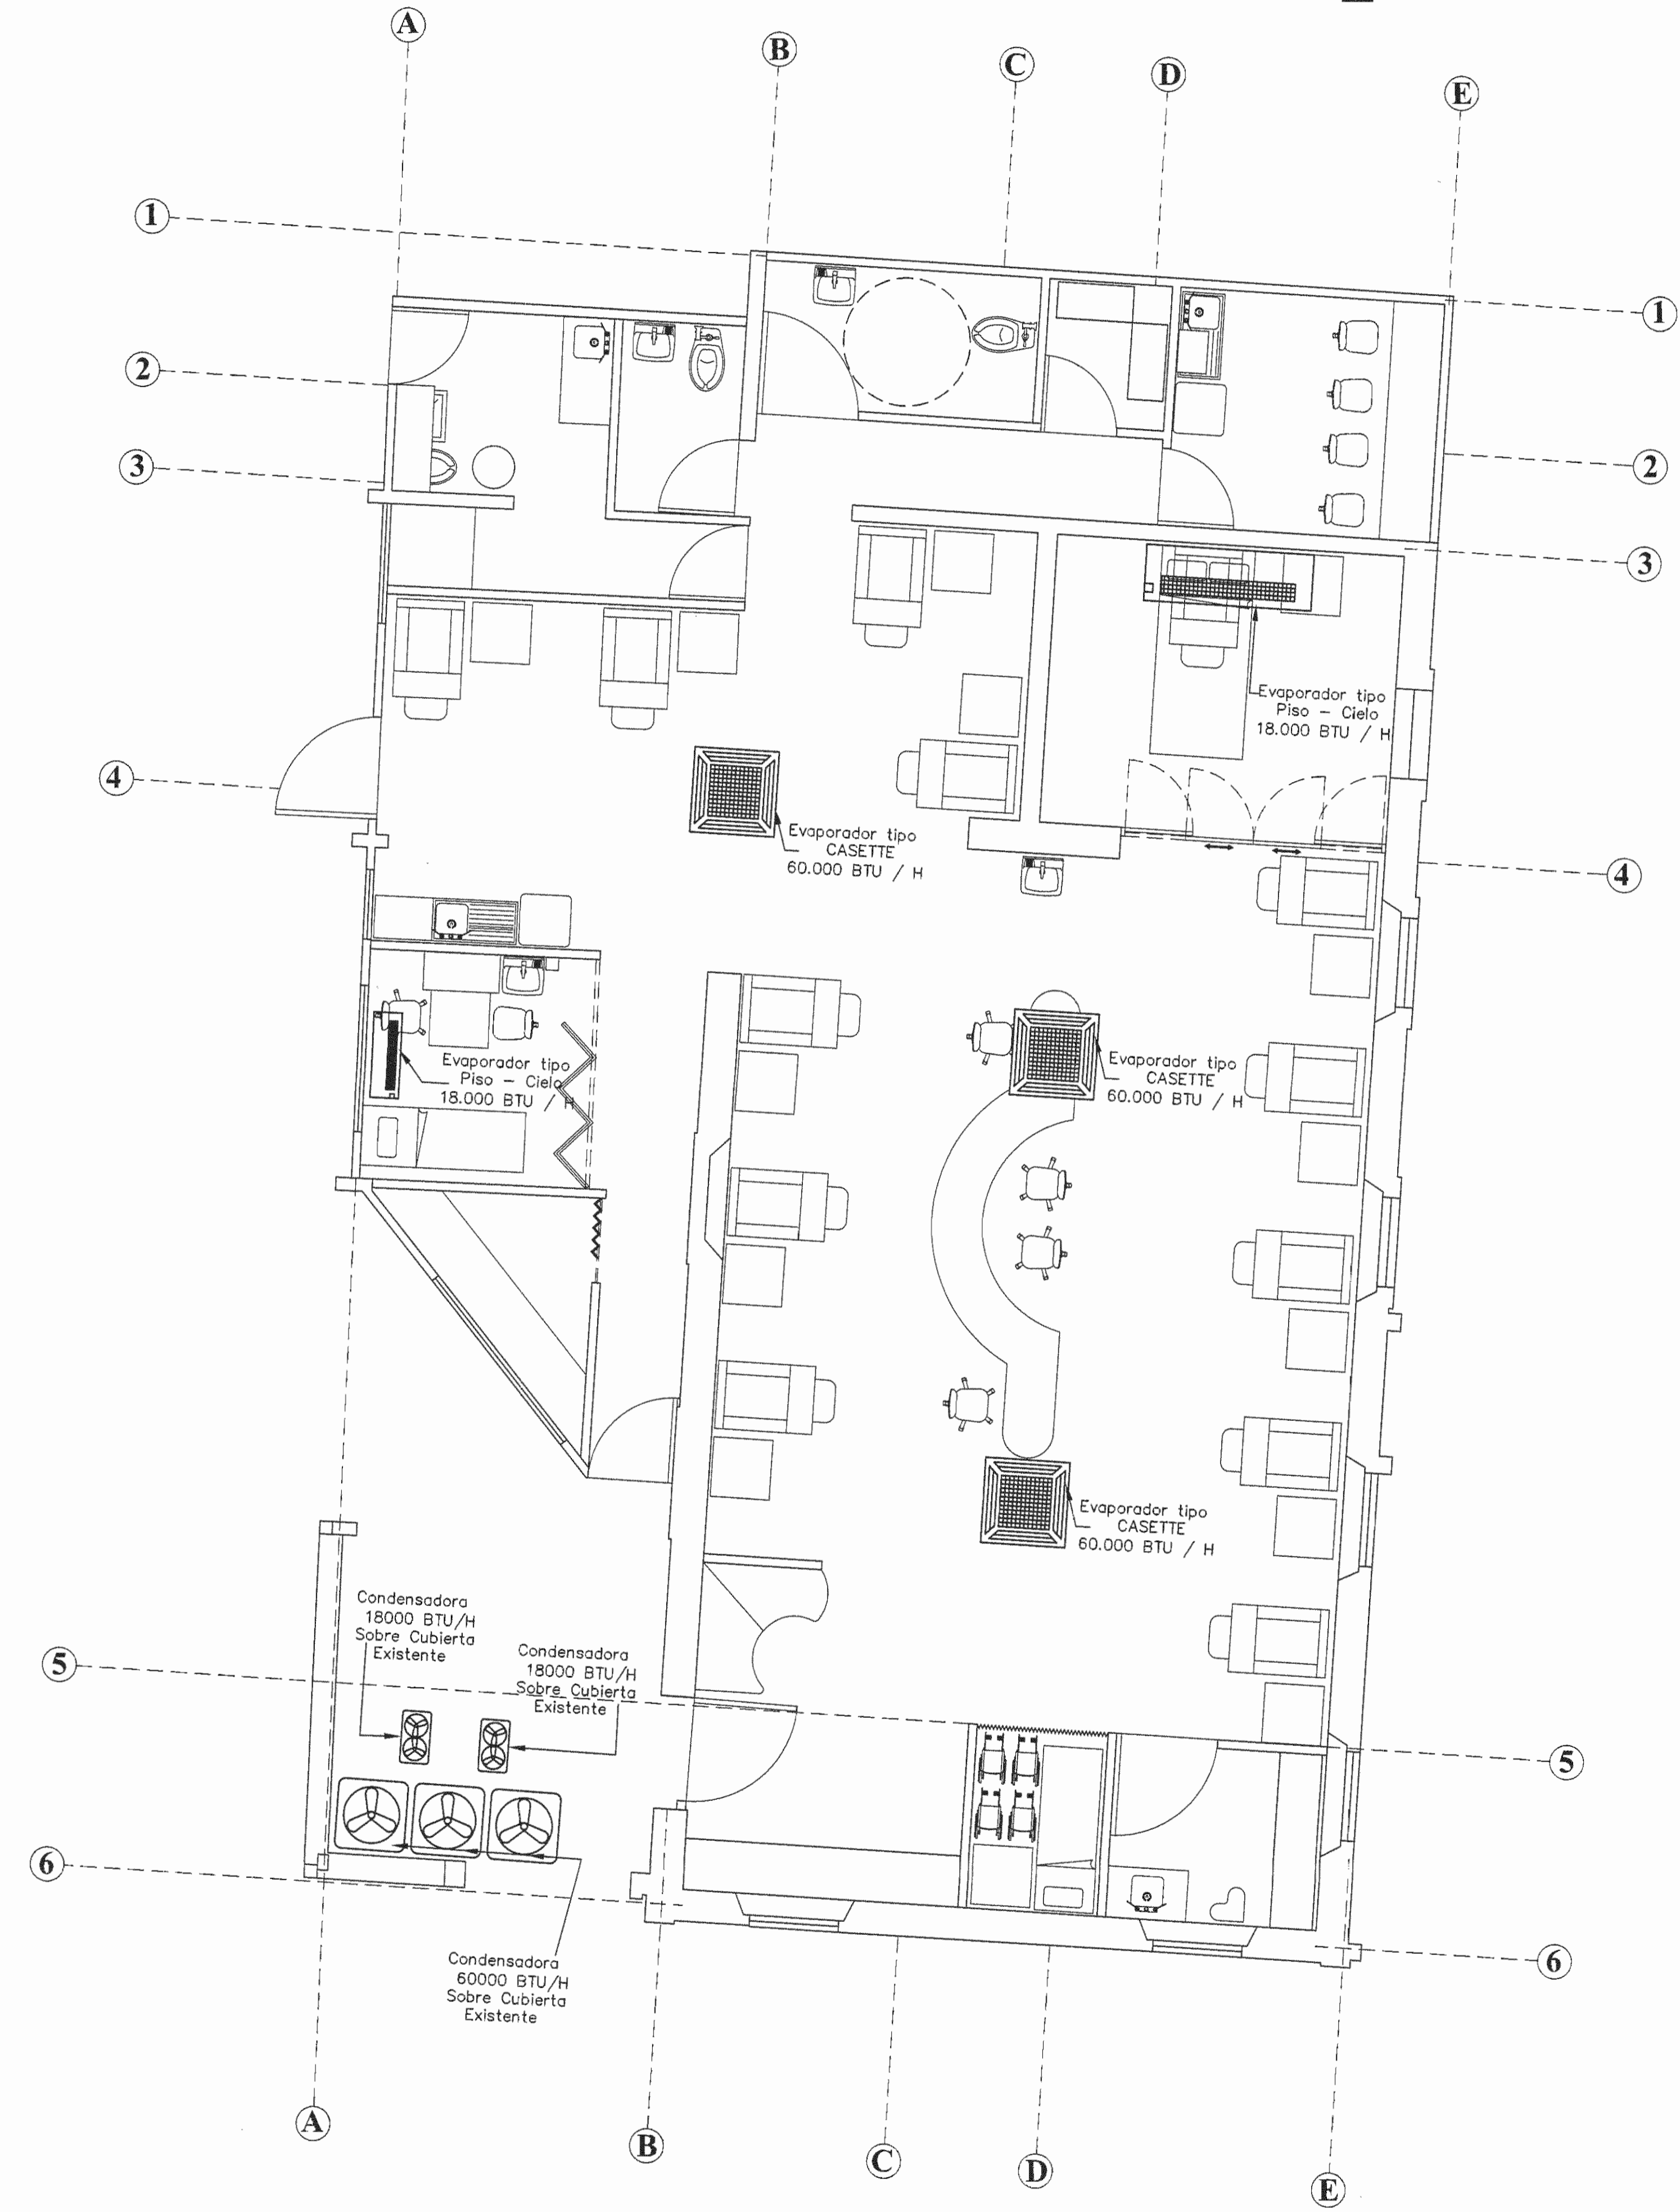 A
B
C
D
E
1
1
2
2
3
3
Evaporador tipo
Piso - Cielo
18.000 BTU / H
4
Evaporador tipo
CASETTE
60.000 BTU / H
4
Evaporador tipo
Piso - Cielo
18.000 BTU / H
Evaporador tipo
CASETTE
60.000 BTU / H
Evaporador tipo
CASETTE
60.000 BTU / H
Condensadora
18000 BTU/H
Sobre Cubierta
Existente
Condensadora
18000 BTU/H
Sobre Cubierta
Existente
5
5
6
6
Condensadora
60000 BTU/H
Sobre Cubierta
Existente
A
B
C
D
E